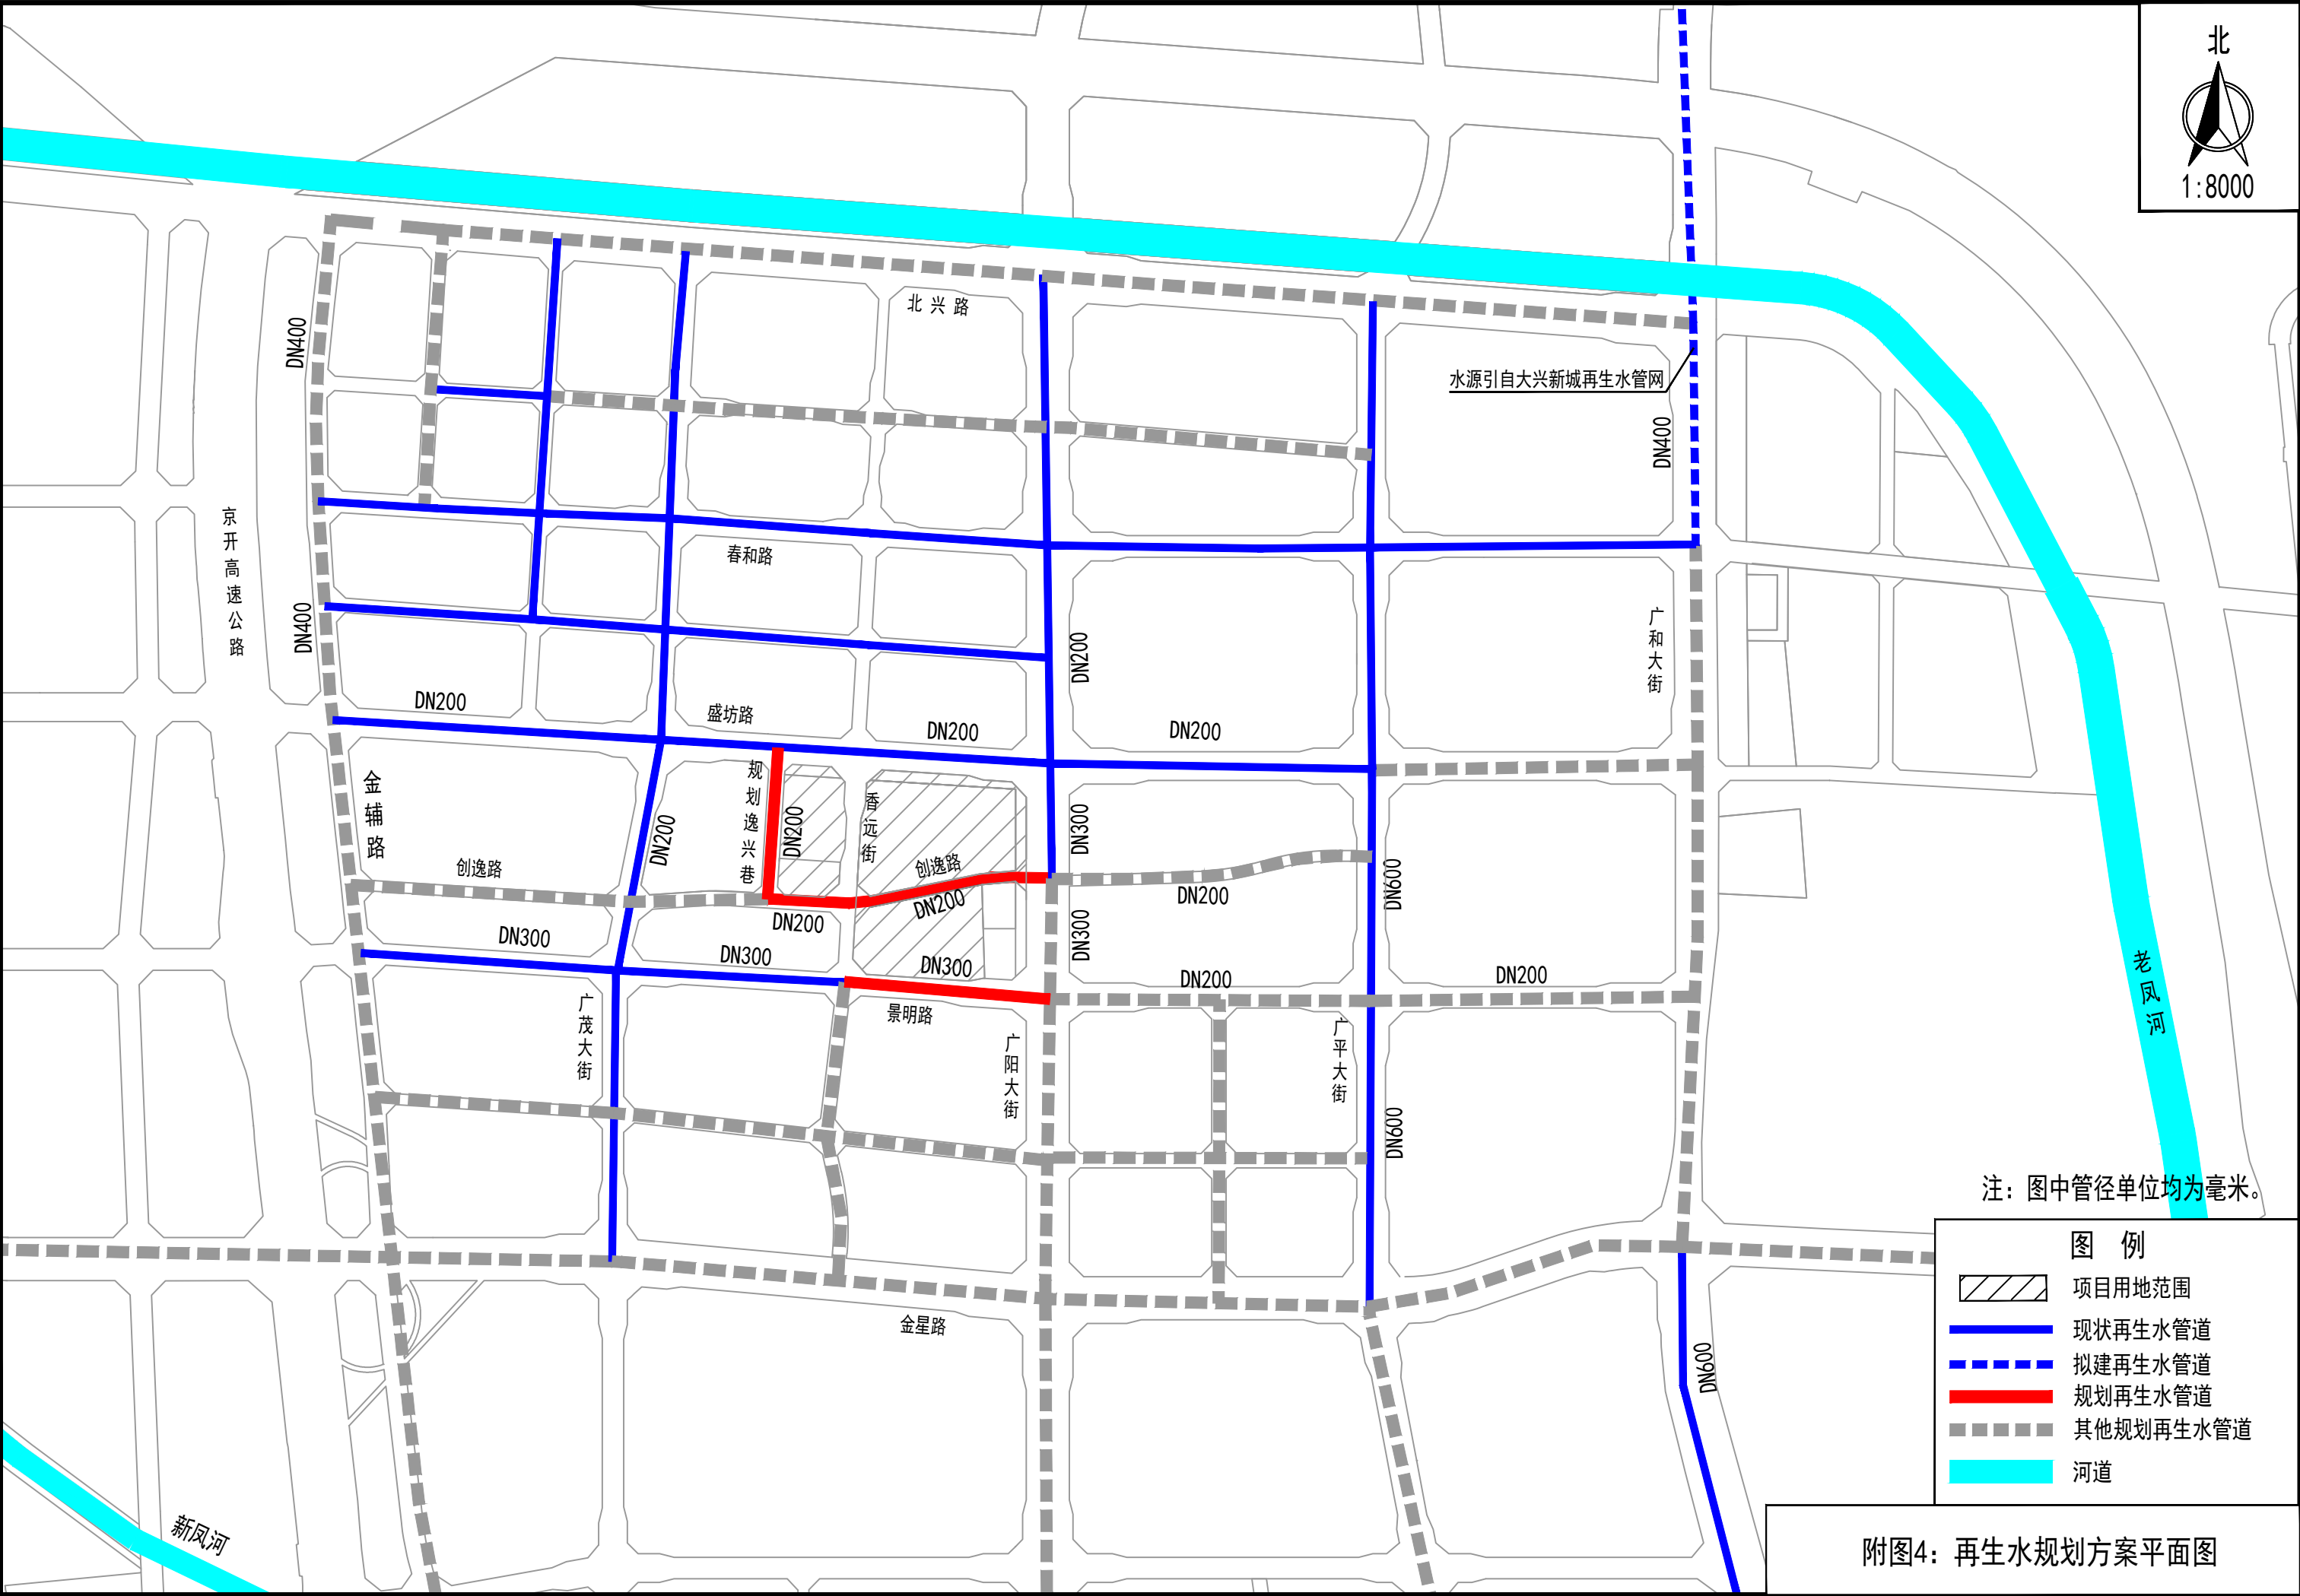 北
1:8000
北兴路
DN400
水源引自大兴新城再生水管网
DN400
京开高速公路
春和路
DN400
DN200
广和大街
DN200
盛坊路
DN200
DN200
金辅路
规划逸兴巷
DN200
DN200
香远街
DN300
创逸路
创逸路
DN600
DN200
DN200
DN200
DN300
DN300
DN300
DN300
DN200
DN200
老凤河
广茂大街
景明路
广阳大街
广平大街
DN600
注：图中管径单位均为毫米。
图 例
项目用地范围
现状再生水管道
拟建再生水管道
规划再生水管道
其他规划再生水管道
河道
金星路
DN600
新凤河
附图4：再生水规划方案平面图